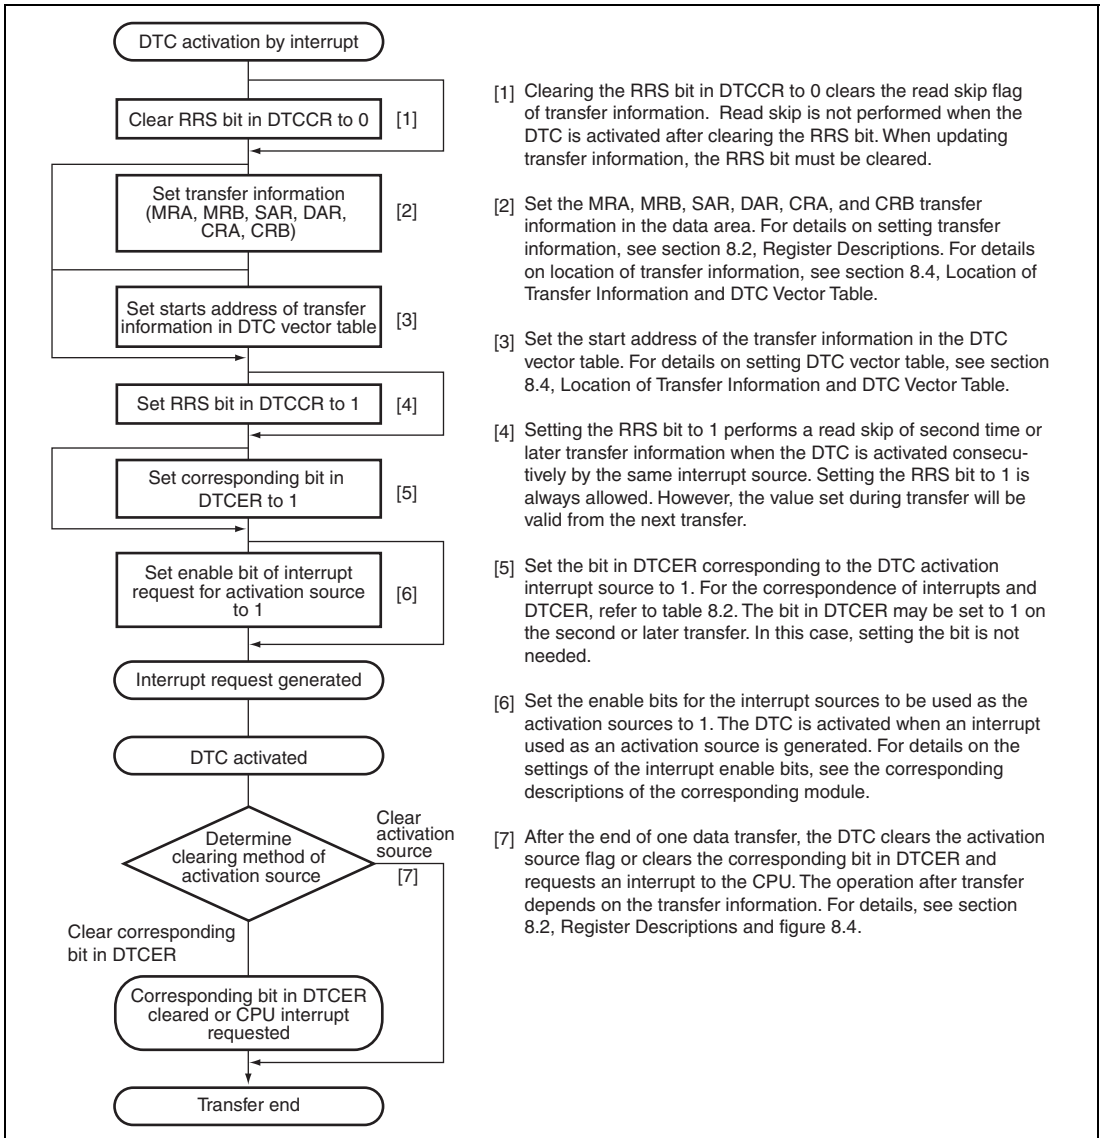 DTC activation by interrupt
Clear RRS bit in DTCCR to 0
[1]
Set transfer information
(MRA, MRB, SAR, DAR,
CRA, CRB)
[2]
Set starts address of transfer
information in DTC vector table
[3]
Set RRS bit in DTCCR to 1
[4]
Set corresponding bit in
DTCER to 1
[5]
Set enable bit of interrupt
request for activation source
to 1
[6]
Interrupt request generated
DTC activated
Determine
clearing method of
activation source
Clear
activation
source
[7]
Clear corresponding
bit in DTCER
Corresponding bit in DTCER
cleared or CPU interrupt
requested
Transfer end
[1] Clearing the RRS bit in DTCCR to 0 clears the read skip flag
of transfer information. Read skip is not performed when the
DTC is activated after clearing the RRS bit. When updating
transfer information, the RRS bit must be cleared.
[2] Set the MRA, MRB, SAR, DAR, CRA, and CRB transfer
information in the data area. For details on setting transfer
information, see section 8.2, Register Descriptions. For details
on location of transfer information, see section 8.4, Location of
Transfer Information and DTC Vector Table.
[3] Set the start address of the transfer information in the DTC
vector table. For details on setting DTC vector table, see section
8.4, Location of Transfer Information and DTC Vector Table.
[4] Setting the RRS bit to 1 performs a read skip of second time or
later transfer information when the DTC is activated consecu-
tively by the same interrupt source. Setting the RRS bit to 1 is
always allowed. However, the value set during transfer will be
valid from the next transfer.
[5] Set the bit in DTCER corresponding to the DTC activation
interrupt source to 1. For the correspondence of interrupts and
DTCER, refer to table 8.2. The bit in DTCER may be set to 1 on
the second or later transfer. In this case, setting the bit is not
needed.
[6] Set the enable bits for the interrupt sources to be used as the
activation sources to 1. The DTC is activated when an interrupt
used as an activation source is generated. For details on the
settings of the interrupt enable bits, see the corresponding
descriptions of the corresponding module.
[7] After the end of one data transfer, the DTC clears the activation
source flag or clears the corresponding bit in DTCER and
requests an interrupt to the CPU. The operation after transfer
depends on the transfer information. For details, see section
8.2, Register Descriptions and figure 8.4.